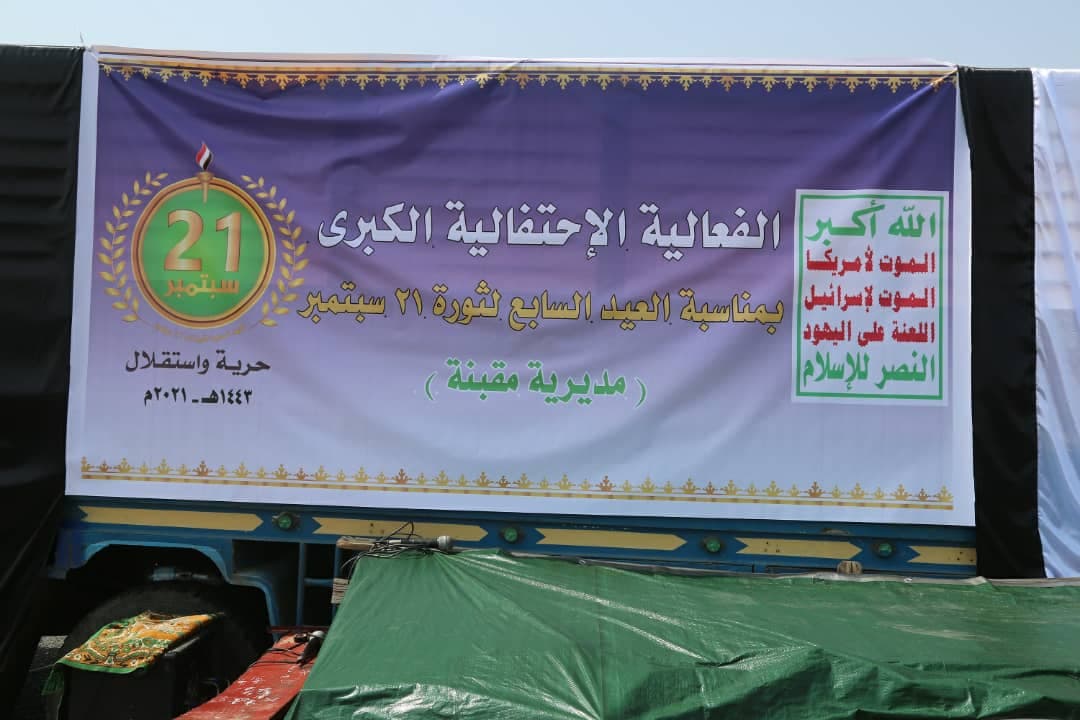 الفعالية الإحتفالية الكبرى
بمناسبة العيد السابع لثورة ٢١ سبتمبر
( مديرية مقبنة )
الله أكبر
الموت لأمريكا
الموت لإسرائيل
اللعنة على اليهود
النصر للإسلام
21
سبتمبر
حرية واستقلال
١٤٤٣هـ - ٢٠٢١م